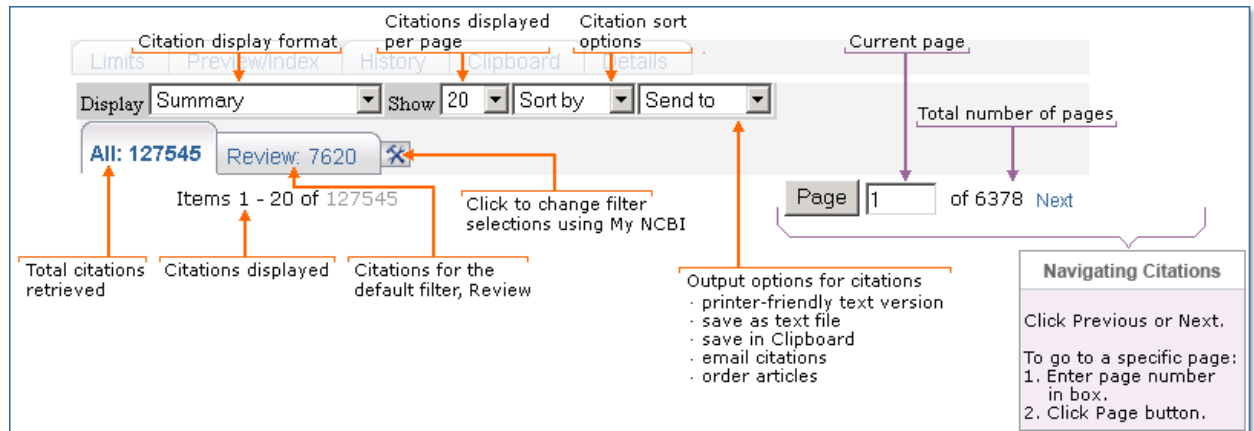 Citation display format
Citations displayed
per page
Citation sort
options
Current page
Limits Preview/Index History Clipboard Details
Display Summary Show 20 Sort by Send to
Total number of pages
All: 127545 Review: 7620
Items 1 - 20 of 127545
Click to change filter
selections using My NCBI
Page 1 of 6378 Next
Total citations
retrieved
Citations displayed
Citations for the
default filter, Review
Output options for citations
· printer-friendly text version
· save as text file
· save in Clipboard
· email citations
· order articles
Navigating Citations
Click Previous or Next.
To go to a specific page:
1. Enter page number
in box.
2. Click Page button.